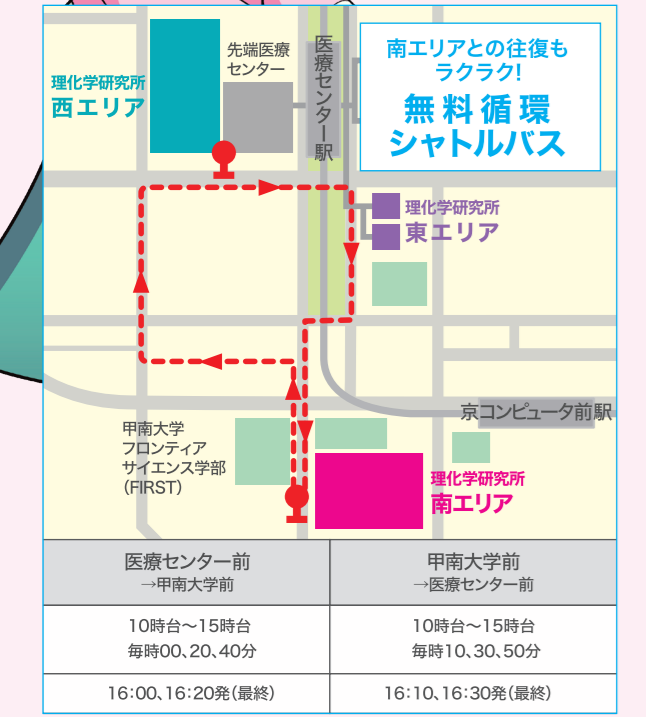 南エリアとの往復も
ラクラク!
無料循環
シャトルバス
理化学研究所
西エリア
先端医療
センター
医療センター駅
理化学研究所
東エリア
京コンピュータ前駅
甲南大学
フロンティア
サイエンス学部
(FIRST)
理化学研究所
南エリア
医療センター前
→甲南大学前
甲南大学前
→医療センター前
10時台〜15時台
毎時00、20、40分
10時台〜15時台
毎時10、30、50分
16:00、16:20発(最終)
16:10、16:30発(最終)